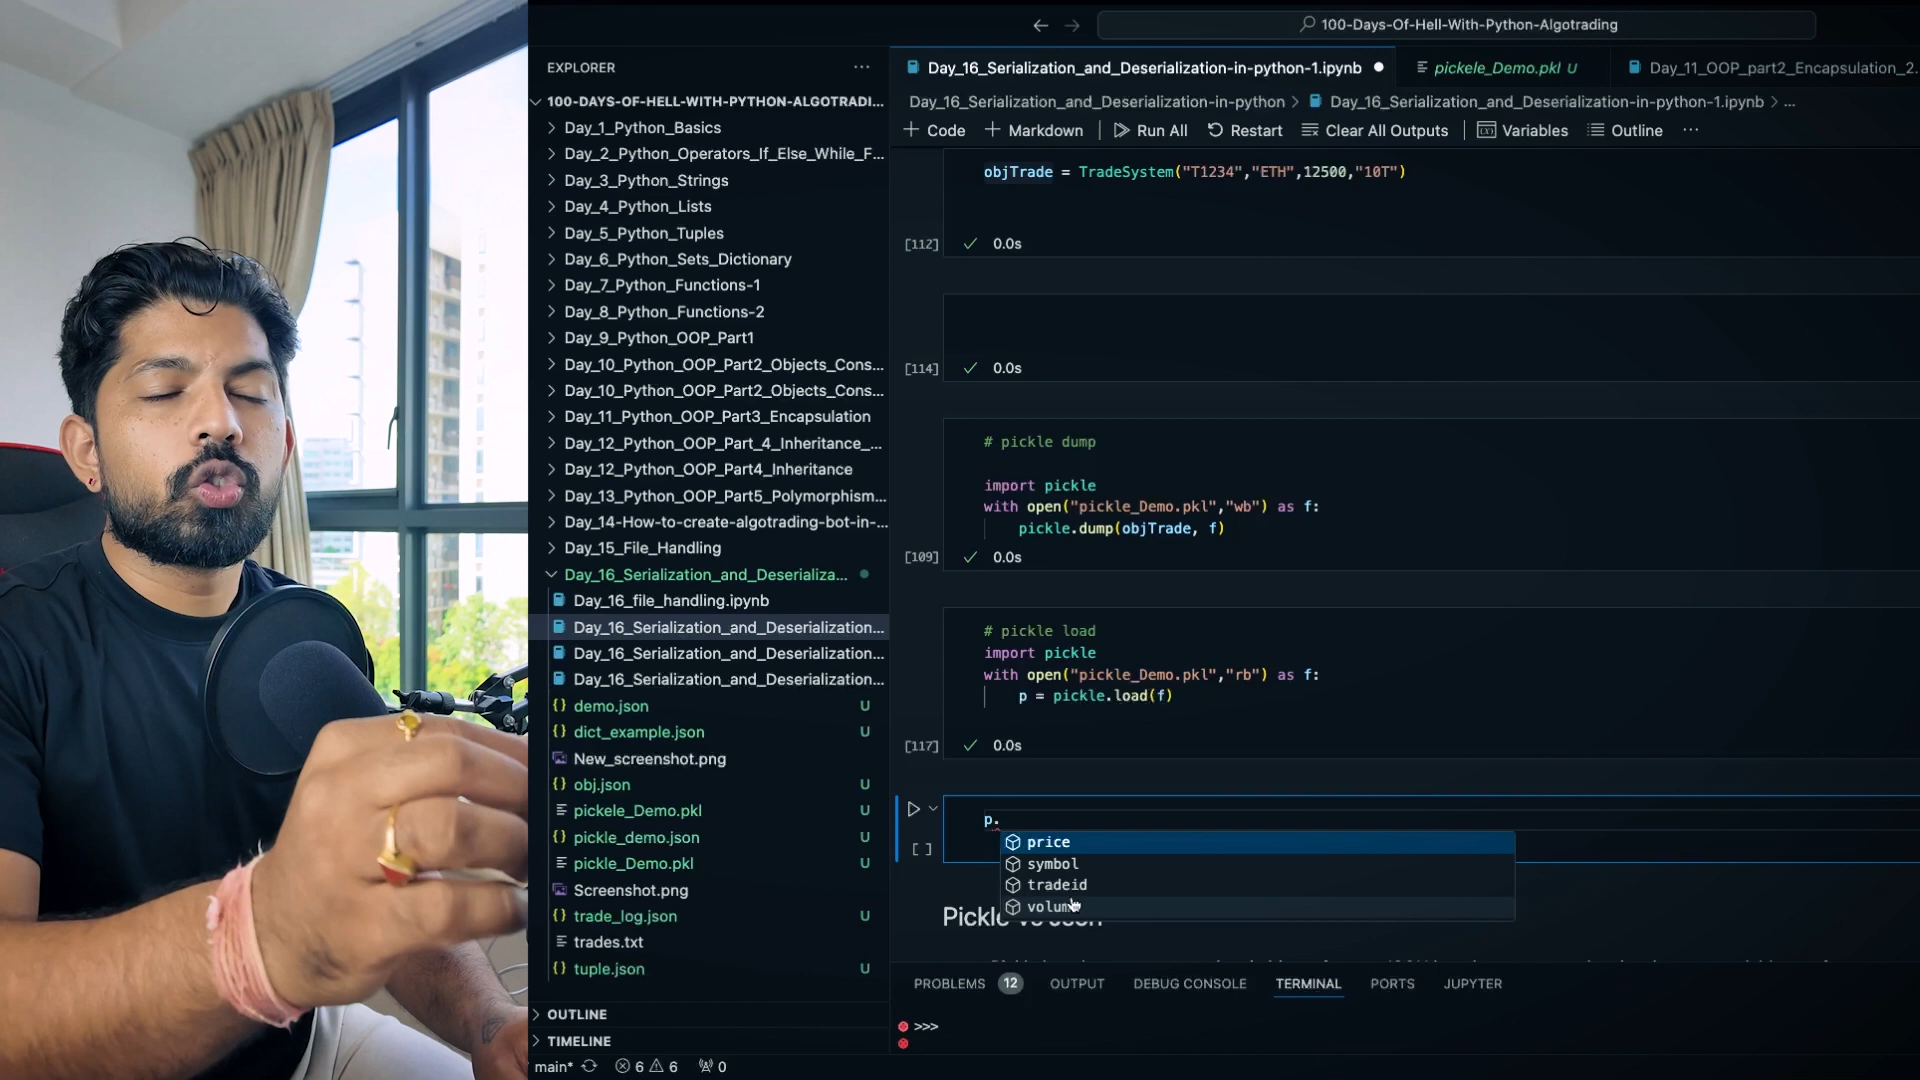 100-Days-Of-Hell-With-Python-Algotrading
EXPLORER
100-DAYS-OF-HELL-WITH-PYTHON-ALGOTRADI...
Day_1_Python_Basics
Day_2_Python_Operators_If_Else_While_F...
Day_3_Python_Strings
Day_4_Python_Lists
Day_5_Python_Tuples
Day_6_Python_Sets_Dictionary
Day_7_Python_Functions-1
Day_8_Python_Functions-2
Day_9_Python_OOP_Part1
Day_10_Python_OOP_Part2_Objects_Cons...
Day_10_Python_OOP_Part2_Objects_Cons...
Day_11_Python_OOP_Part3_Encapsulation
Day_12_Python_OOP_Part_4_Inheritance_...
Day_12_Python_OOP_Part4_Inheritance
Day_13_Python_OOP_Part5_Polymorphism...
Day_14-How-to-create-algotrading-bot-in-...
Day_15_File_Handling
Day_16_Serialization_and_Deserializa...
Day_16_file_handling.ipynb
Day_16_Serialization_and_Deserialization...
Day_16_Serialization_and_Deserialization...
Day_16_Serialization_and_Deserialization...
demo.json U
dict_example.json U
New_screenshot.png
obj.json U
pickele_Demo.pkl U
pickle_demo.json U
pickle_Demo.pkl U
Screenshot.png
trade_log.json U
trades.txt
tuple.json U
OUTLINE
TIMELINE
main* 6 6 0
Day_16_Serialization_and_Deserialization-in-python-1.ipynb pickele_Demo.pkl U Day_11_OOP_part2_Encapsulation_2.
Day_16_Serialization_and_Deserialization-in-python > Day_16_Serialization_and_Deserialization-in-python-1.ipynb > ...
+ Code + Markdown Run All Restart Clear All Outputs Variables Outline ...
objTrade = TradeSystem("T1234","ETH",12500,"10T")
[112] 0.0s
[114] 0.0s
# pickle dump
import pickle
with open("pickle_Demo.pkl","wb") as f:
pickle.dump(objTrade, f)
[109] 0.0s
# pickle load
import pickle
with open("pickle_Demo.pkl","rb") as f:
p = pickle.load(f)
[117] 0.0s
p.
[ ]
price
symbol
tradeid
PROBLEMS 12 OUTPUT DEBUG CONSOLE TERMINAL PORTS JUPYTER
>>>